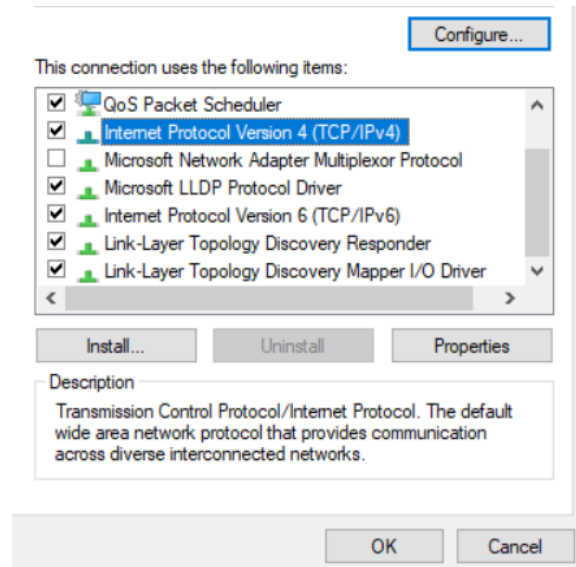 Configure...
This connection uses the following items:
QoS Packet Scheduler
Internet Protocol Version 4 (TCP/IPv4)
Microsoft Network Adapter Multiplexor Protocol
Microsoft LLDP Protocol Driver
Internet Protocol Version 6 (TCP/IPv6)
Link-Layer Topology Discovery Responder
Link-Layer Topology Discovery Mapper I/O Driver
Install... Uninstall Properties
Description
Transmission Control Protocol/Internet Protocol. The default
wide area network protocol that provides communication
across diverse interconnected networks.
OK Cancel